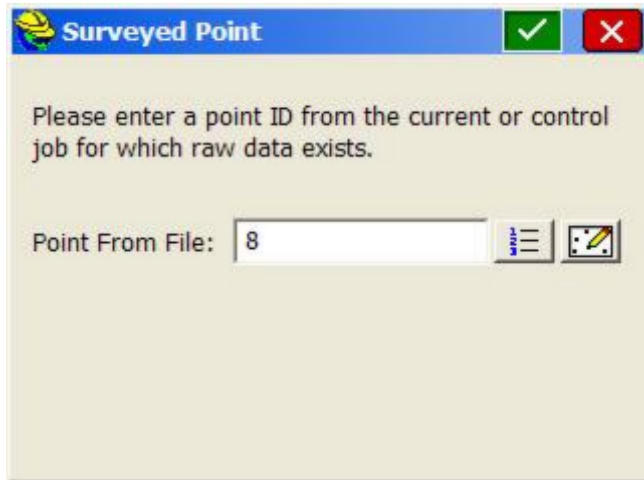 Surveyed Point
Please enter a point ID from the current or control
job for which raw data exists.
Point From File: 8